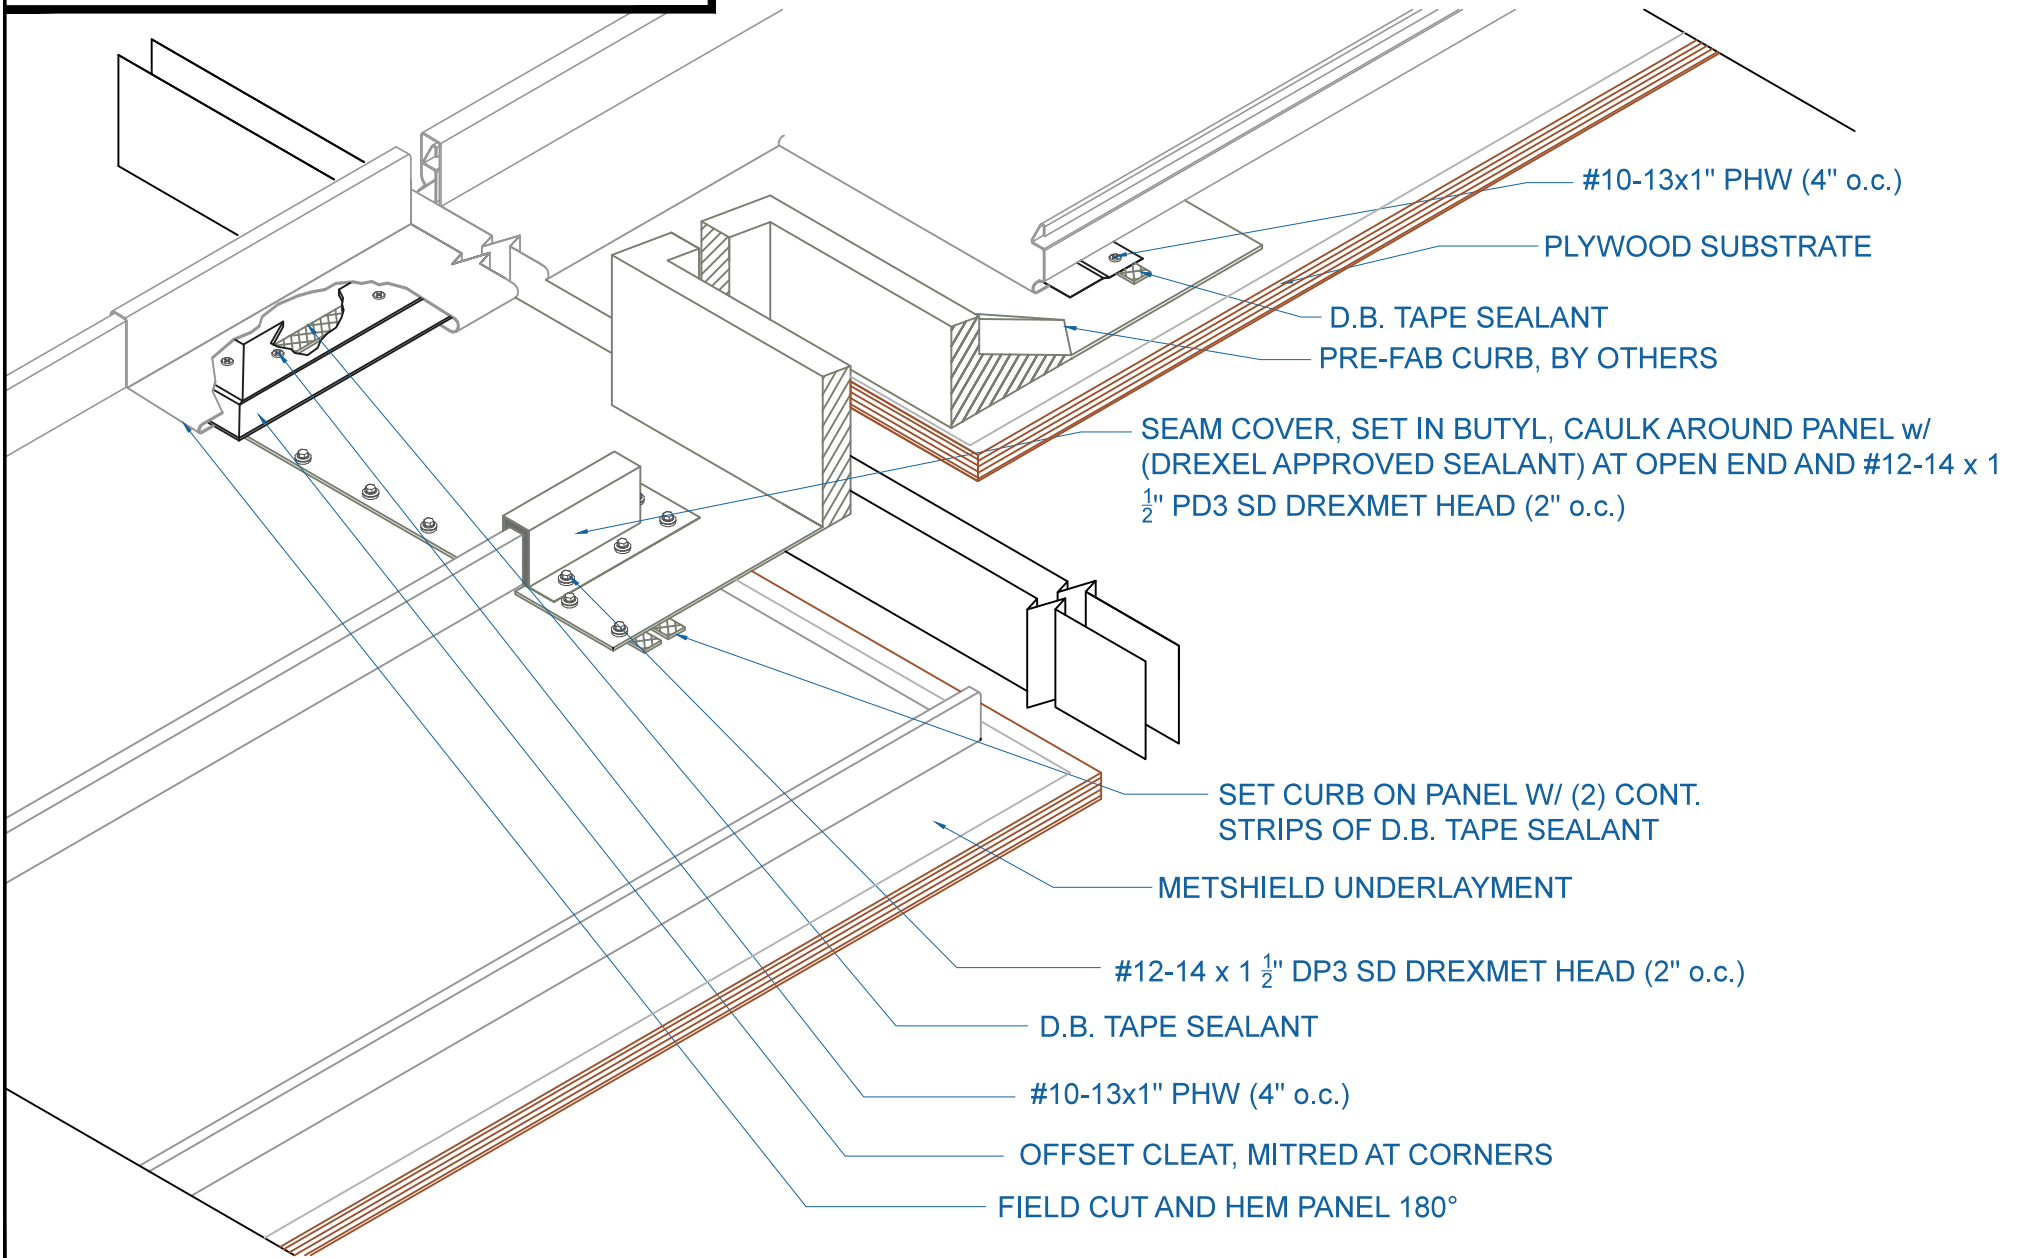 #10-13x1" PHW (4" o.c.)
PLYWOOD SUBSTRATE
D.B. TAPE SEALANT
PRE-FAB CURB, BY OTHERS
SEAM COVER, SET IN BUTYL, CAULK AROUND PANEL w/
(DREXEL APPROVED SEALANT) AT OPEN END AND #12-14 x 1
½" PD3 SD DREXMET HEAD (2" o.c.)
SET CURB ON PANEL W/ (2) CONT.
STRIPS OF D.B. TAPE SEALANT
METSHIELD UNDERLAYMENT
#12-14 x 1 ½" DP3 SD DREXMET HEAD (2" o.c.)
D.B. TAPE SEALANT
#10-13x1" PHW (4" o.c.)
OFFSET CLEAT, MITRED AT CORNERS
FIELD CUT AND HEM PANEL 180°